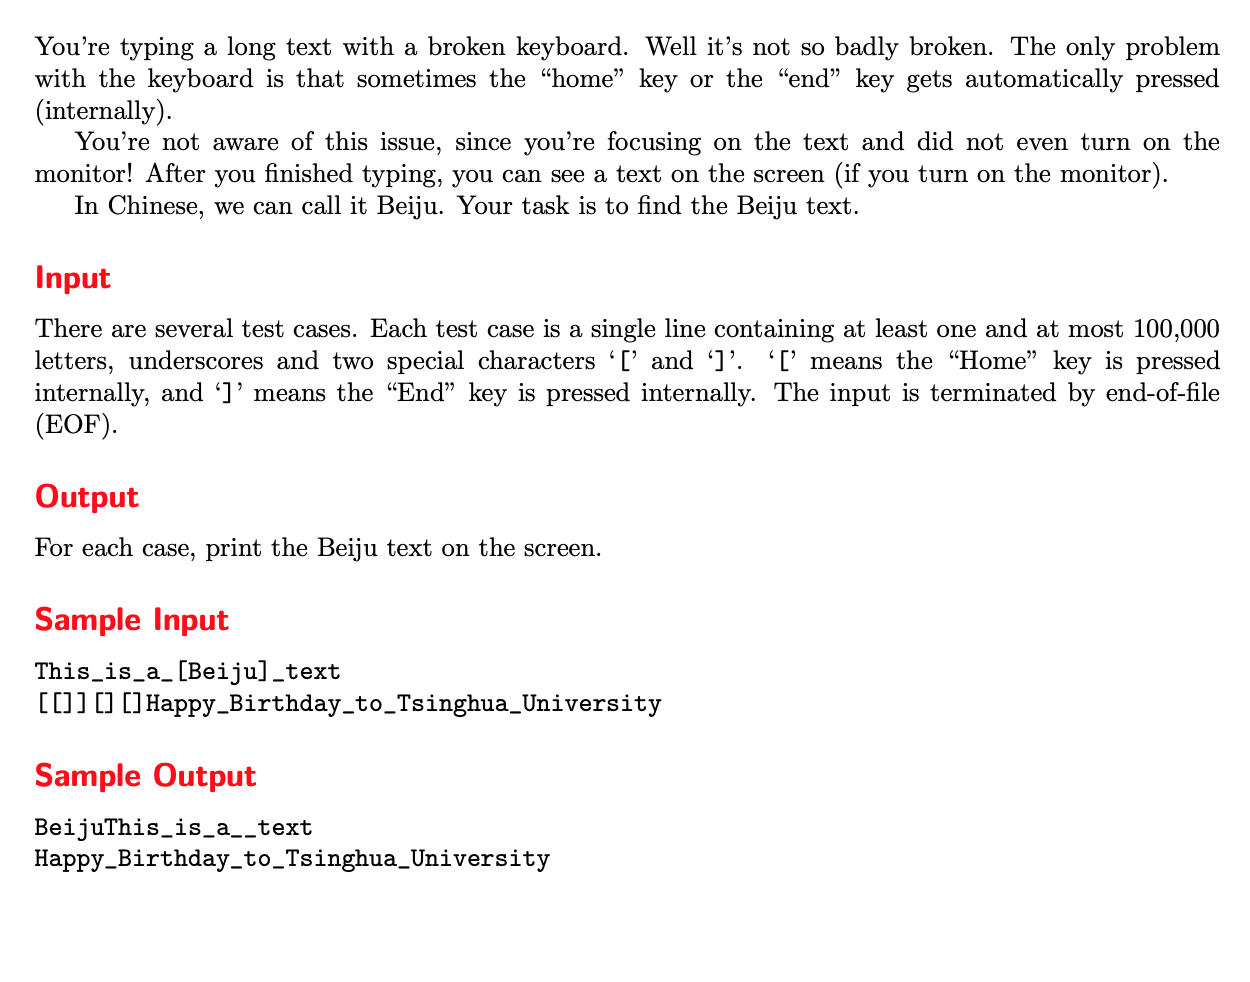 You’re typing a long text with a broken keyboard. Well it’s not so badly broken. The only problem
with the keyboard is that sometimes the “home” key or the “end” key gets automatically pressed
(internally).
You’re not aware of this issue, since you’re focusing on the text and did not even turn on the
monitor! After you finished typing, you can see a text on the screen (if you turn on the monitor).
In Chinese, we can call it Beiju. Your task is to find the Beiju text.
Input
There are several test cases. Each test case is a single line containing at least one and at most 100,000
letters, underscores and two special characters ‘[’ and ‘]’. ‘[’ means the “Home” key is pressed
internally, and ‘]’ means the “End” key is pressed internally. The input is terminated by end-of-file
(EOF).
Output
For each case, print the Beiju text on the screen.
Sample Input
This_is_a_[Beiju]_text
[[]][][]Happy_Birthday_to_Tsinghua_University
Sample Output
BeijuThis_is_a__text
Happy_Birthday_to_Tsinghua_University